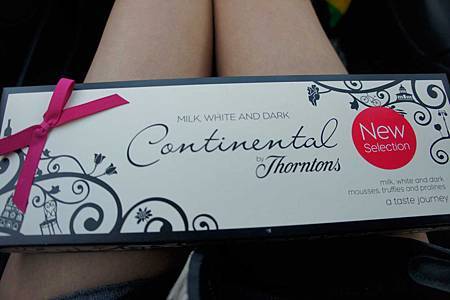 MILK, WHITE AND DARK
Continental
by Thorntons
New
Selection
milk, white and dark
mousses, truffles and pralines
a taste journey